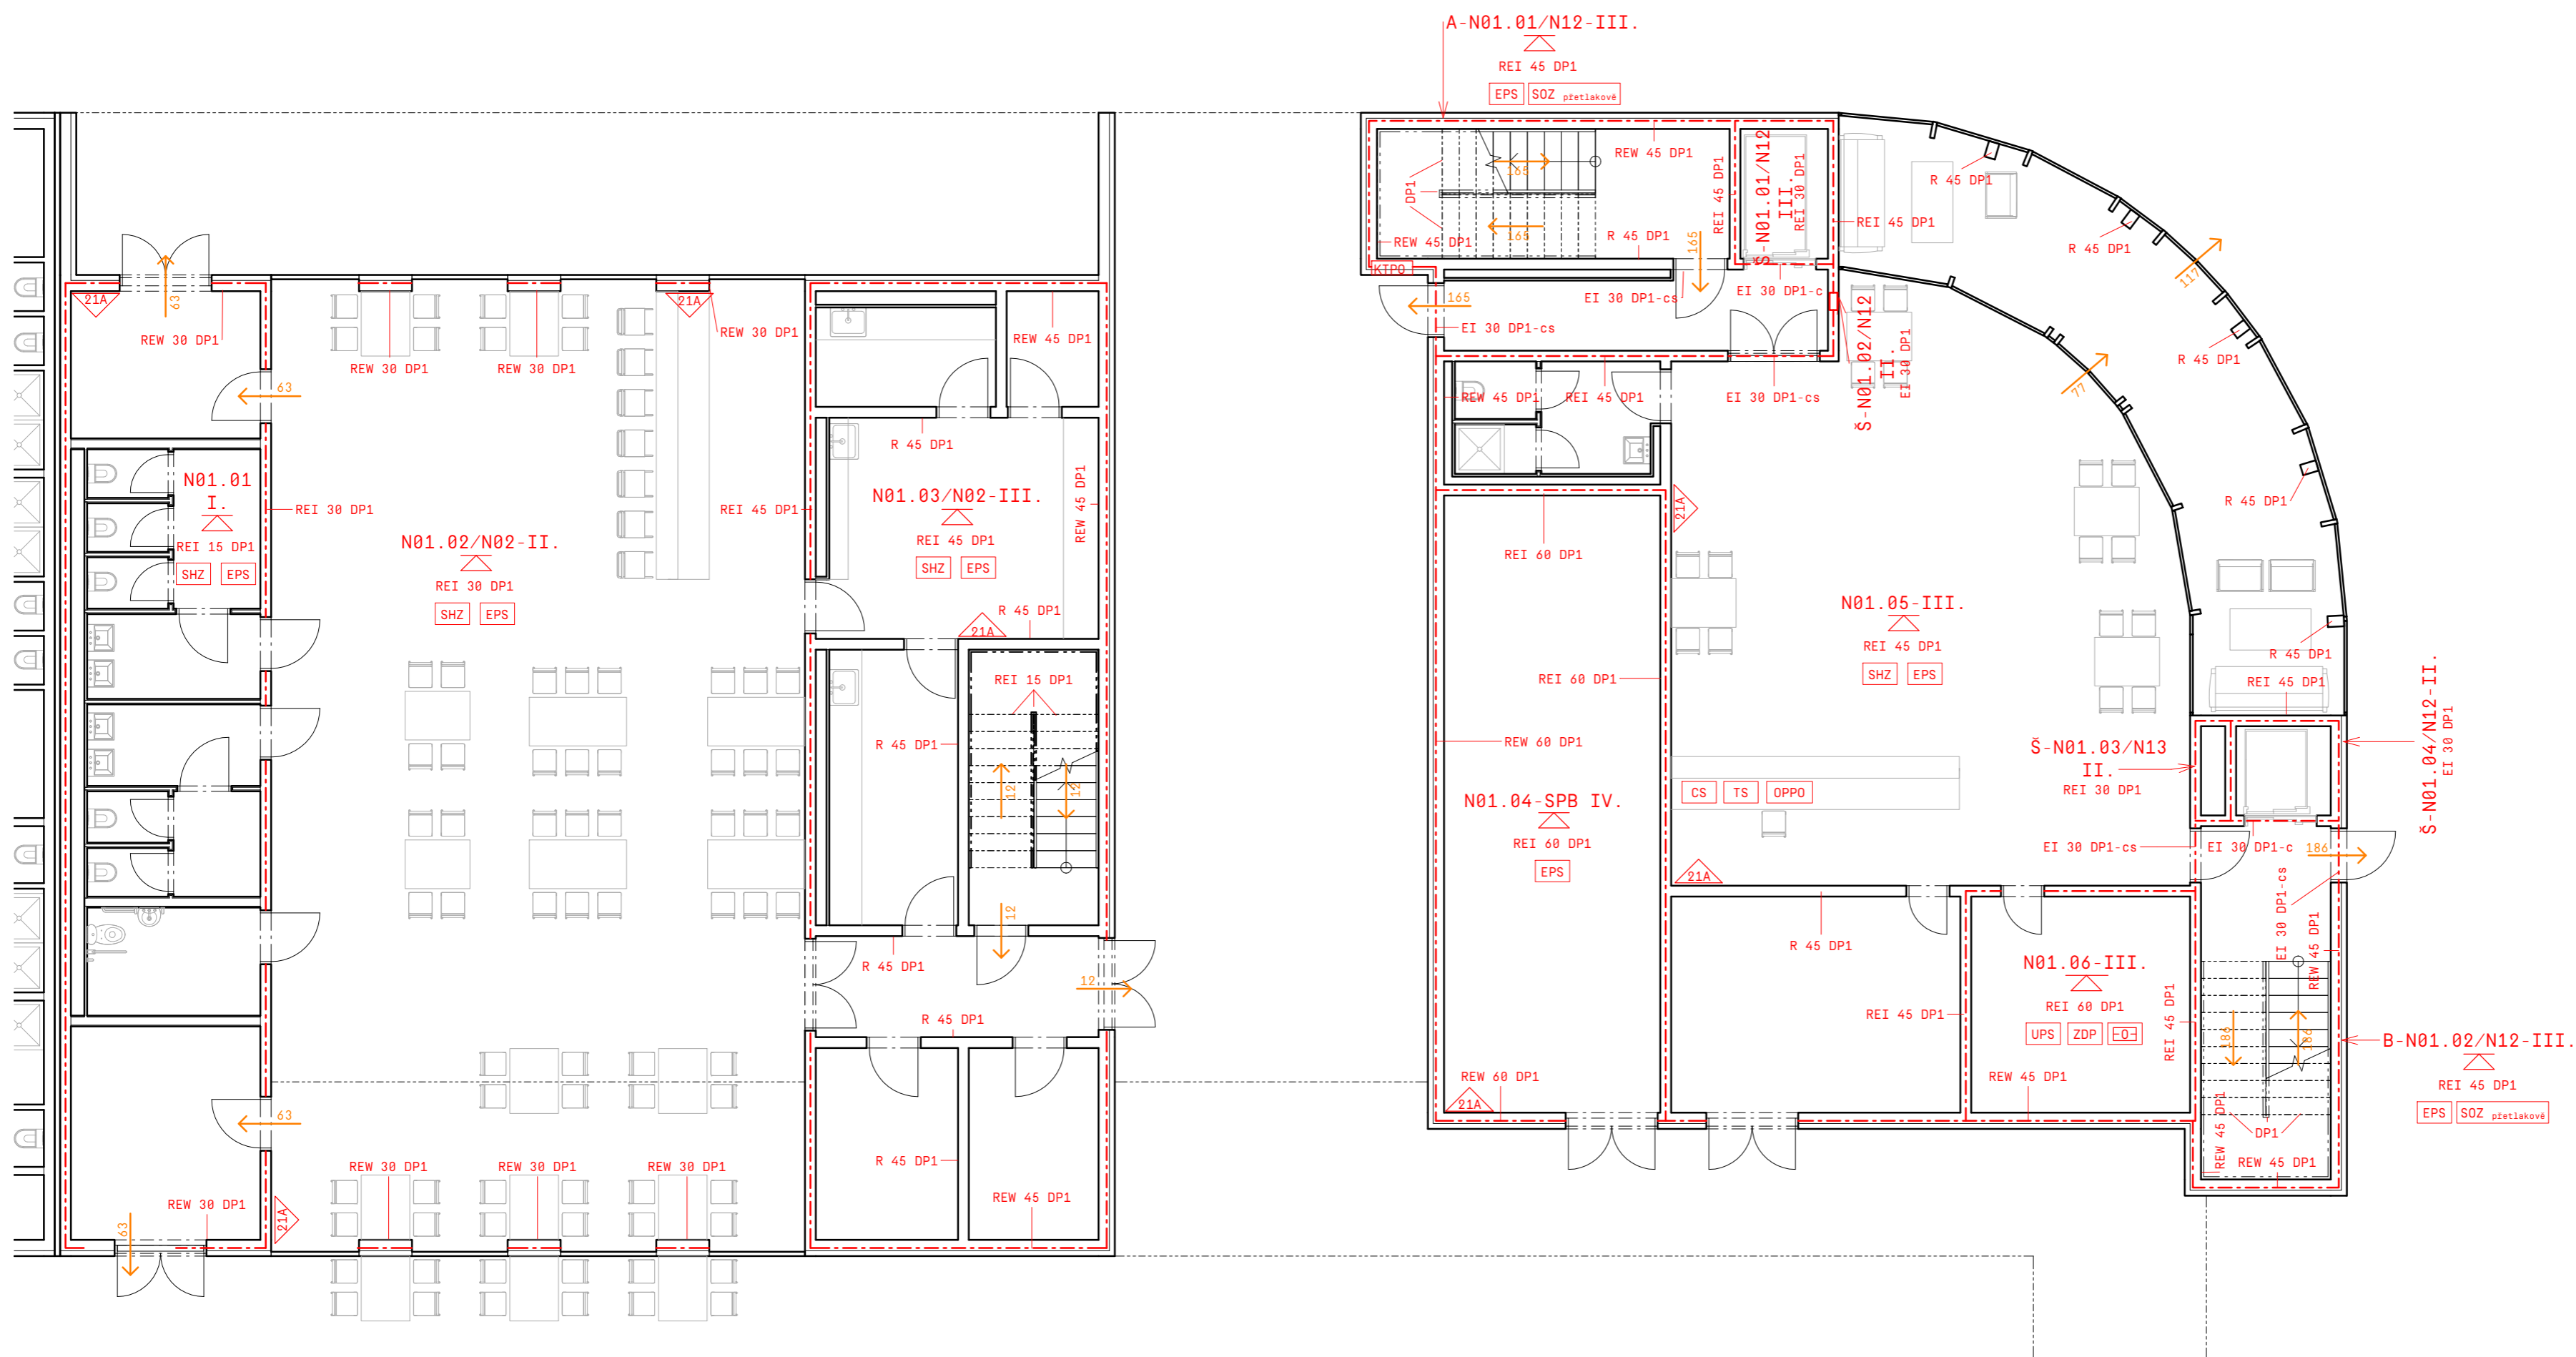 A-N01.01/N12-III.
REI 45 DP1
EPS
SOZ přetlakově
REW 45 DP1
REI 45 DP1
Š-N01.01/N12
III.
REI 30 DP1
DP1
165
165
REW 45 DP1
R 45 DP1
165
REI 45 DP1
R 45 DP1
R 45 DP1
117
KTPO
165
EI 30 DP1-cs
EI 30 DP1-c
EI 30 DP1-cs
Š-N01.02/N12
II.
EI 30 DP1
R 45 DP1
77
REW 45 DP1
REI 45 DP1
EI 30 DP1-cs
21A
63
REW 30 DP1
REW 30 DP1
REW 30 DP1
21A
REW 30 DP1
REW 45 DP1
63
R 45 DP1
N01.01
I.
REI 15 DP1
SHZ
EPS
REI 30 DP1
REI 45 DP1
N01.03/N02-III.
REI 45 DP1
SHZ
EPS
REW 45 DP1
N01.02/N02-II.
REI 30 DP1
SHZ
EPS
R 45 DP1
21A
REI 15 DP1
R 45 DP1
12
12
12
R 45 DP1
12
R 45 DP1
R 45 DP1
REW 45 DP1
63
REW 30 DP1
63
21A
REW 30 DP1
REW 30 DP1
REW 30 DP1
21A
REI 60 DP1
R 45 DP1
N01.05-III.
REI 45 DP1
SHZ
EPS
R 45 DP1
REI 45 DP1
REI 60 DP1
REW 60 DP1
Š-N01.03/N13
II.
REI 30 DP1
Š-N01.04/N12-II.
EI 30 DP1
CS
TS
OPPO
N01.04-SPB IV.
REI 60 DP1
EPS
EI 30 DP1-cs
EI 30 DP1-c
186
21A
EI 30 DP1-cs
REW 45 DP1
R 45 DP1
N01.06-III.
REI 60 DP1
UPS
ZDP
REI 45 DP1
REI 45 DP1
186
186
B-N01.02/N12-III.
REI 45 DP1
EPS
SOZ přetlakově
REW 60 DP1
21A
REW 45 DP1
REW 45 DP1
DP1
REW 45 DP1